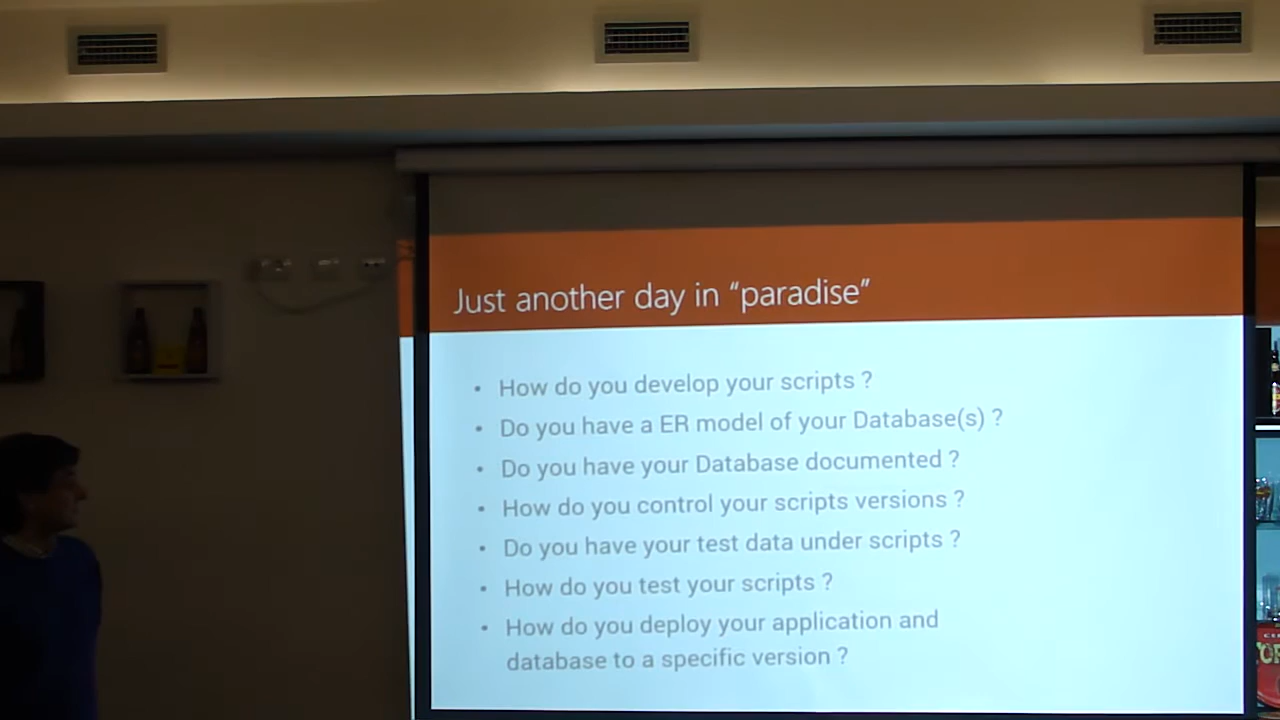 Just another day in “paradise”
• How do you develop your scripts ?
• Do you have a ER model of your Database(s) ?
• Do you have your Database documented ?
• How do you control your scripts versions ?
• Do you have your test data under scripts ?
• How do you test your scripts ?
• How do you deploy your application and
database to a specific version ?